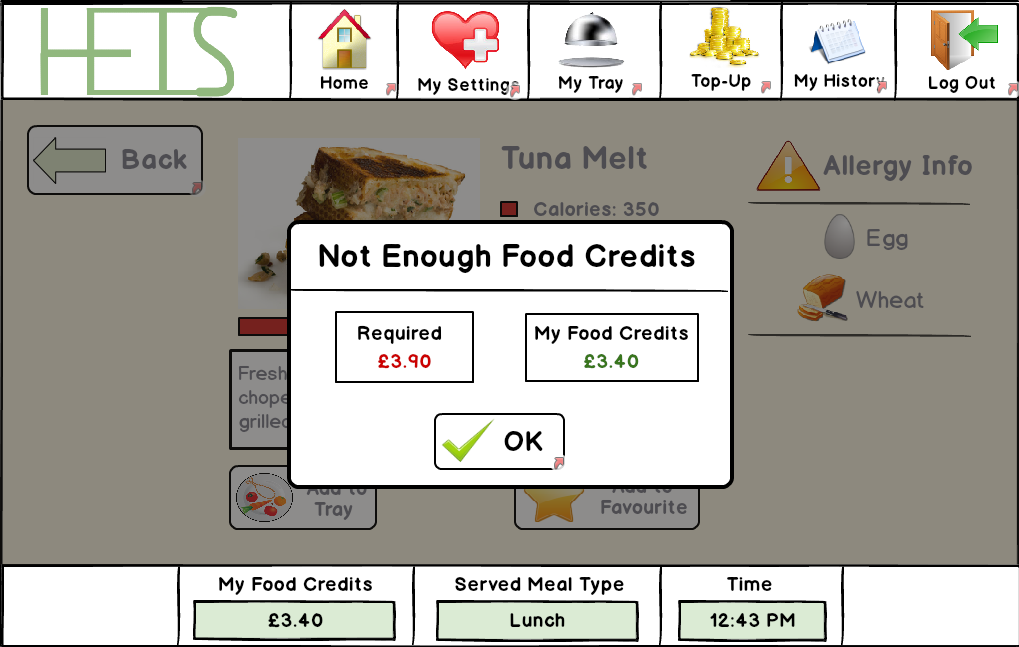 HEIS
Home
My Settings
My Tray
Top-Up
My History
Log Out
Back
Tuna Melt
Calories: 350
Allergy Info
Egg
Wheat
Not Enough Food Credits
Required
£3.90
My Food Credits
£3.40
OK
Fresh
chope
grilled
Add to
Tray
Add to
Favourite
My Food Credits
£3.40
Served Meal Type
Lunch
Time
12:43 PM